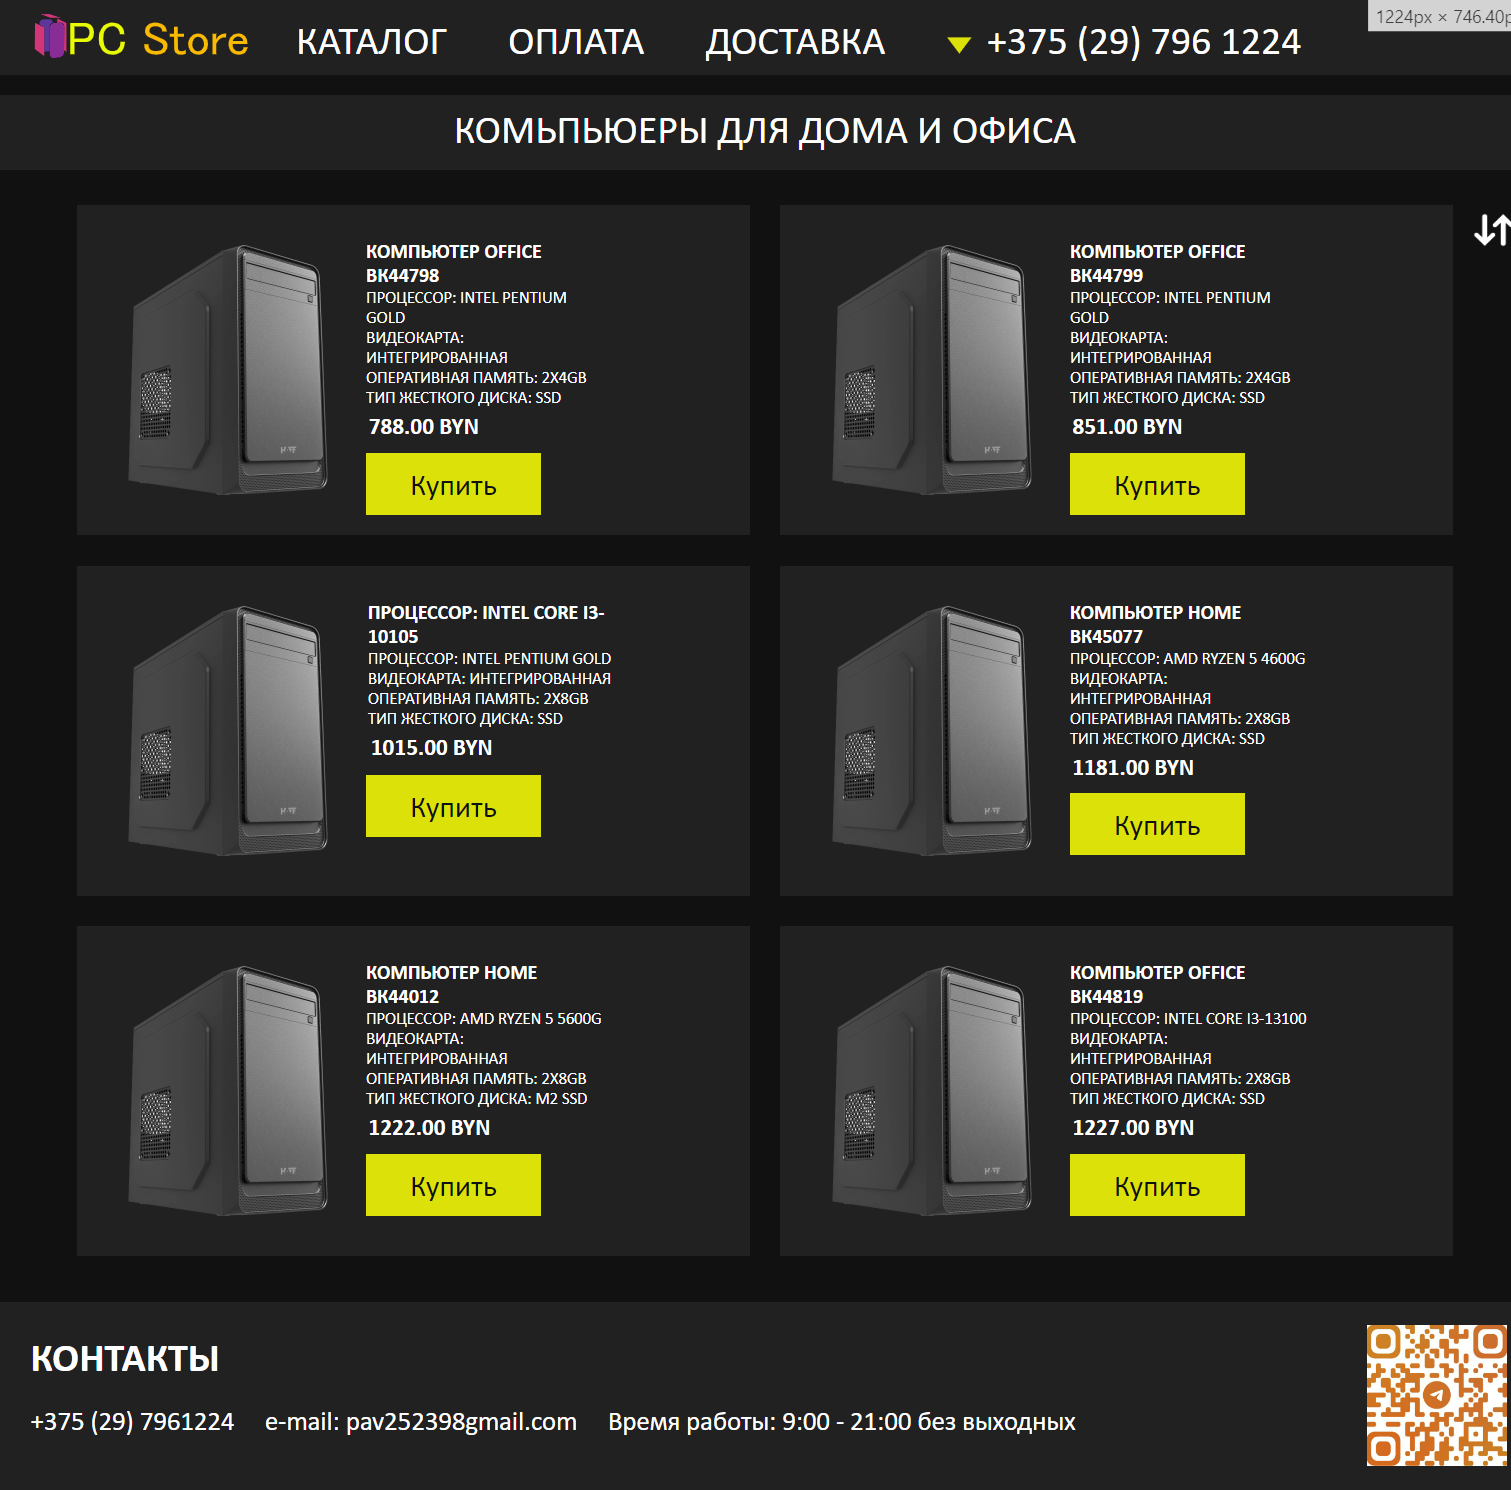 PC Store КАТАЛОГ ОПЛАТА ДОСТАВКА +375 (29) 796 1224
1224px × 746.40p
КОМЬПЬЮЕРЫ ДЛЯ ДОМА И ОФИСА
КОМПЬЮТЕР OFFICE
ВК44798
ПРОЦЕССОР: INTEL PENTIUM
GOLD
ВИДЕОКАРТА:
ИНТЕГРИРОВАННАЯ
ОПЕРАТИВНАЯ ПАМЯТЬ: 2X4GB
ТИП ЖЕСТКОГО ДИСКА: SSD
788.00 BYN
Купить
КОМПЬЮТЕР OFFICE
ВК44799
ПРОЦЕССОР: INTEL PENTIUM
GOLD
ВИДЕОКАРТА:
ИНТЕГРИРОВАННАЯ
ОПЕРАТИВНАЯ ПАМЯТЬ: 2X4GB
ТИП ЖЕСТКОГО ДИСКА: SSD
851.00 BYN
Купить
ПРОЦЕССОР: INTEL CORE I3-
10105
ПРОЦЕССОР: INTEL PENTIUM GOLD
ВИДЕОКАРТА: ИНТЕГРИРОВАННАЯ
ОПЕРАТИВНАЯ ПАМЯТЬ: 2X8GB
ТИП ЖЕСТКОГО ДИСКА: SSD
1015.00 BYN
Купить
КОМПЬЮТЕР HOME
ВК45077
ПРОЦЕССОР: AMD RYZEN 5 4600G
ВИДЕОКАРТА:
ИНТЕГРИРОВАННАЯ
ОПЕРАТИВНАЯ ПАМЯТЬ: 2X8GB
ТИП ЖЕСТКОГО ДИСКА: SSD
1181.00 BYN
Купить
КОМПЬЮТЕР HOME
ВК44012
ПРОЦЕССОР: AMD RYZEN 5 5600G
ВИДЕОКАРТА:
ИНТЕГРИРОВАННАЯ
ОПЕРАТИВНАЯ ПАМЯТЬ: 2X8GB
ТИП ЖЕСТКОГО ДИСКА: M2 SSD
1222.00 BYN
Купить
КОМПЬЮТЕР OFFICE
ВК44819
ПРОЦЕССОР: INTEL CORE I3-13100
ВИДЕОКАРТА:
ИНТЕГРИРОВАННАЯ
ОПЕРАТИВНАЯ ПАМЯТЬ: 2X8GB
ТИП ЖЕСТКОГО ДИСКА: SSD
1227.00 BYN
Купить
КОНТАКТЫ
+375 (29) 7961224 e-mail: pav252398gmail.com Время работы: 9:00 - 21:00 без выходных